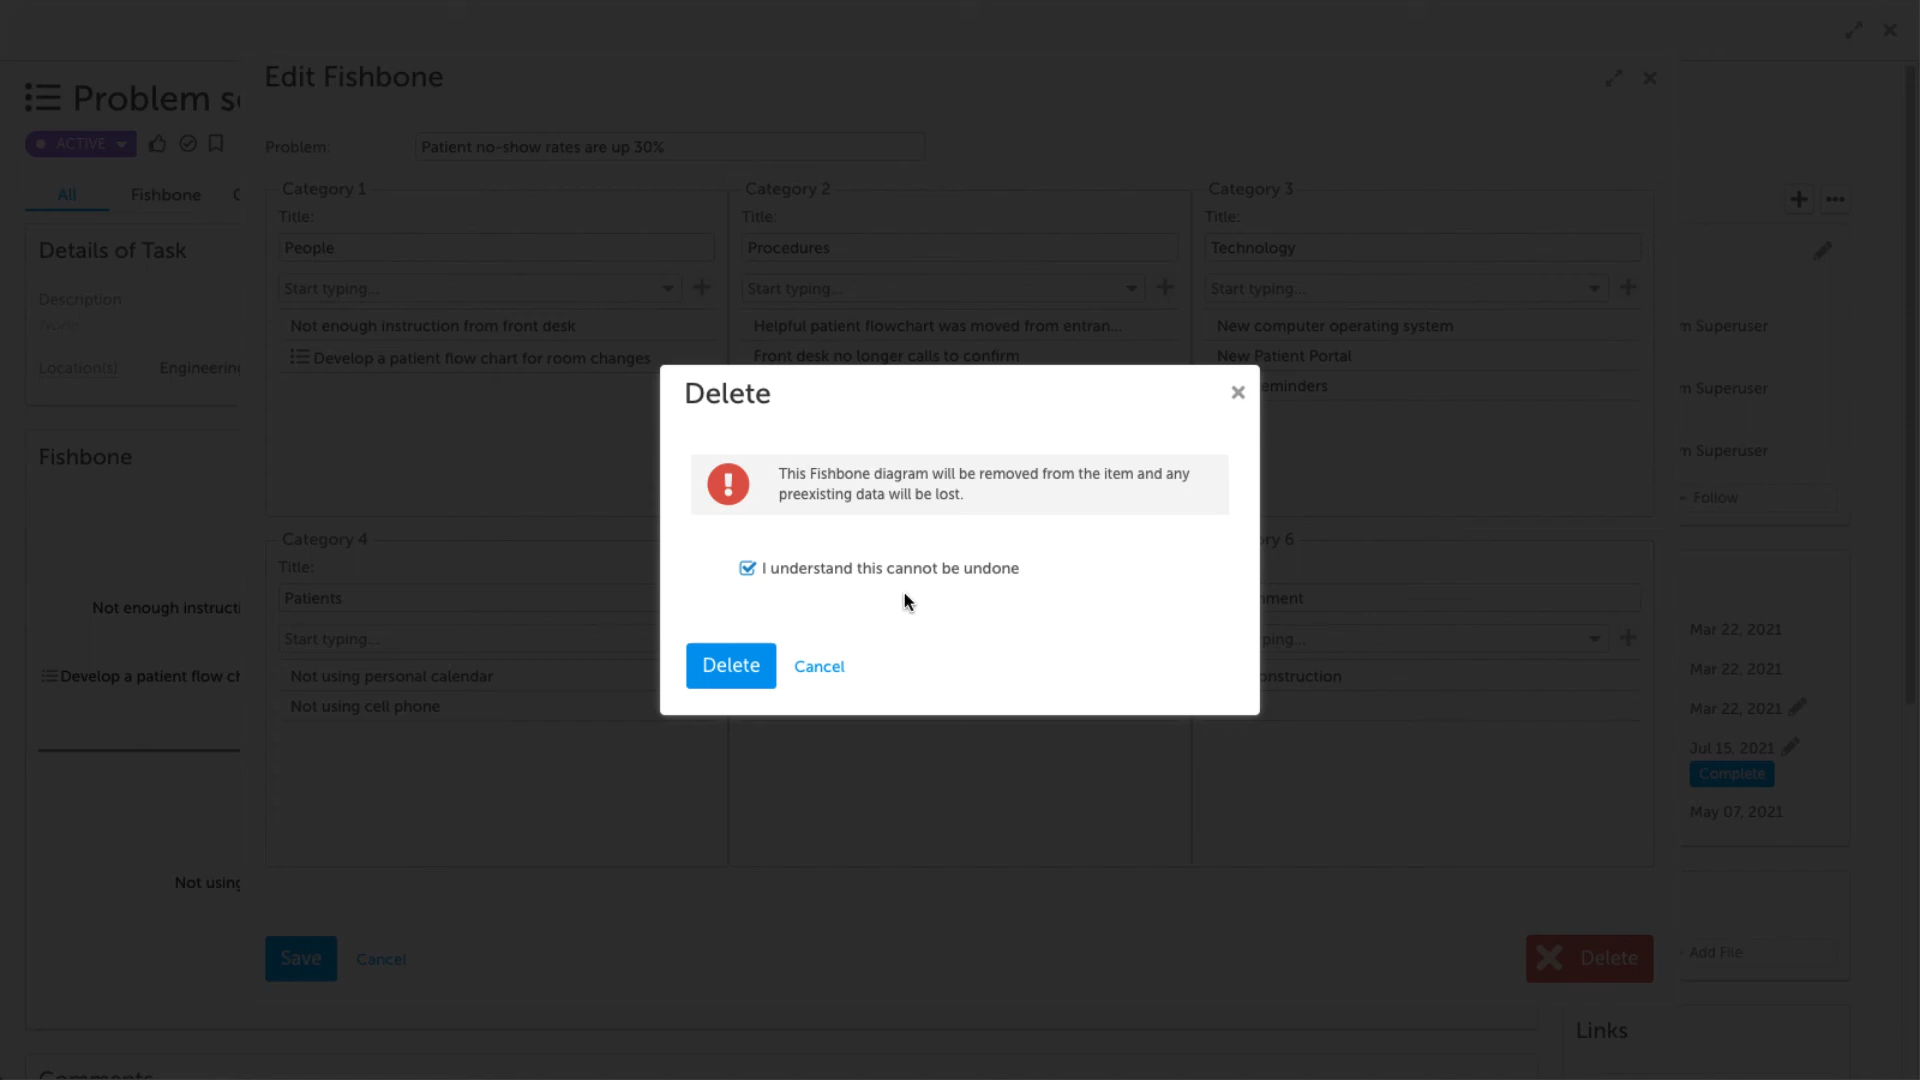 Edit Fishbone
Problem s
ACTIVE
All
Fishbone
Details of Task
Description
None
Location(s)
Engineering
Fishbone
Not enough instructi
Develop a patient flow ch
Not using
Problem:
Patient no-show rates are up 30%
Category 1
Title:
People
Start typing...
Not enough instruction from front desk
Develop a patient flow chart for room changes
Category 2
Title:
Procedures
Start typing...
Helpful patient flowchart was moved from entran...
Front desk no longer calls to confirm
Category 3
Title:
Technology
Start typing...
New computer operating system
New Patient Portal
eminders
Category 4
Title:
Patients
Start typing...
Not using personal calendar
Not using cell phone
ory 6
nment
ping...
onstruction
Delete
This Fishbone diagram will be removed from the item and any
preexisting data will be lost.
I understand this cannot be undone
Delete
Cancel
Save
Cancel
Delete
m Superuser
m Superuser
m Superuser
Follow
Mar 22, 2021
Mar 22, 2021
Mar 22, 2021
Jul 15, 2021
Complete
May 07, 2021
Add File
Links
Comments